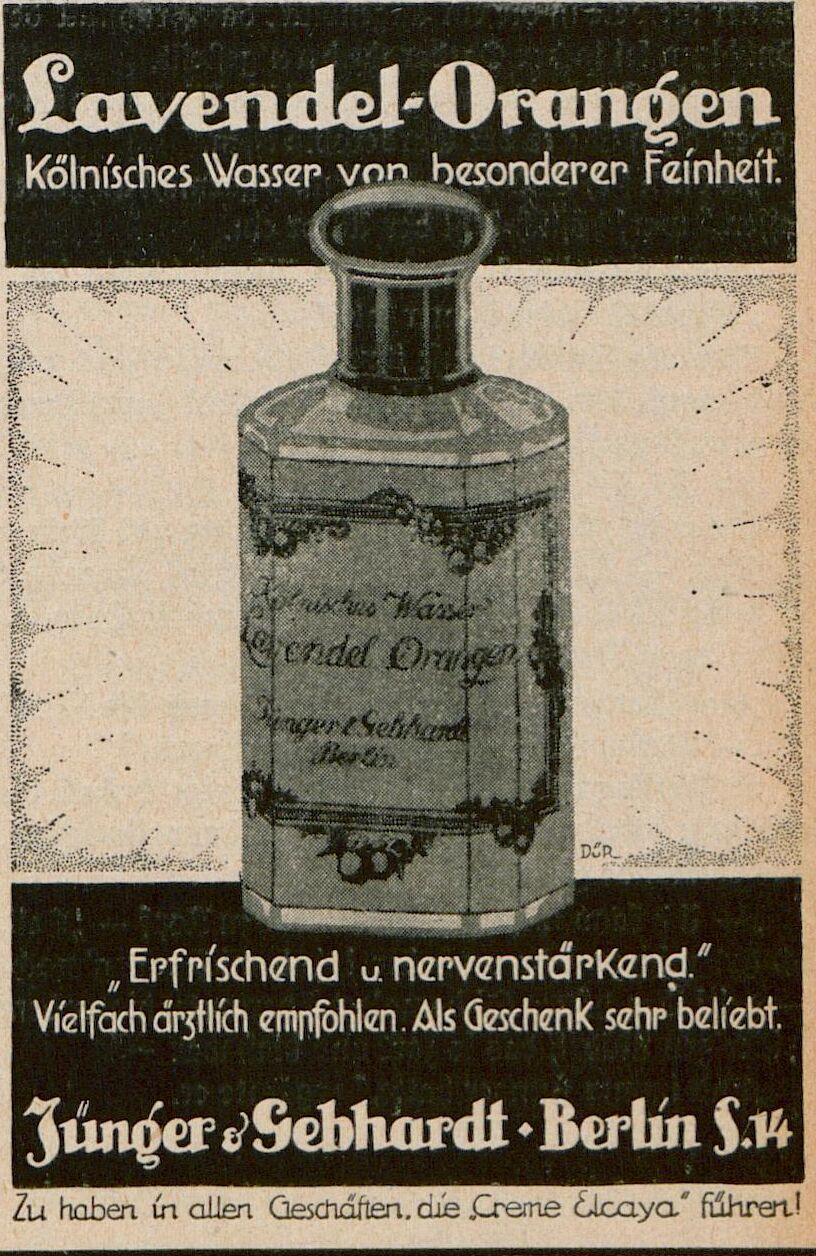 Lavendel-Orangen
Kölnisches Wasser von besonderer Feinheit.
Kölnisches Wasser
Lavendel Orangen
Jünger & Gebhardt
Berlin
DÜR
„Erfrischend u. nervenstärkend.“
Vielfach ärztlich empfohlen. Als Geschenk sehr beliebt.
Jünger & Gebhardt · Berlin S.14
Zu haben in allen Geschäften, die „Creme Elcaya“ führen!